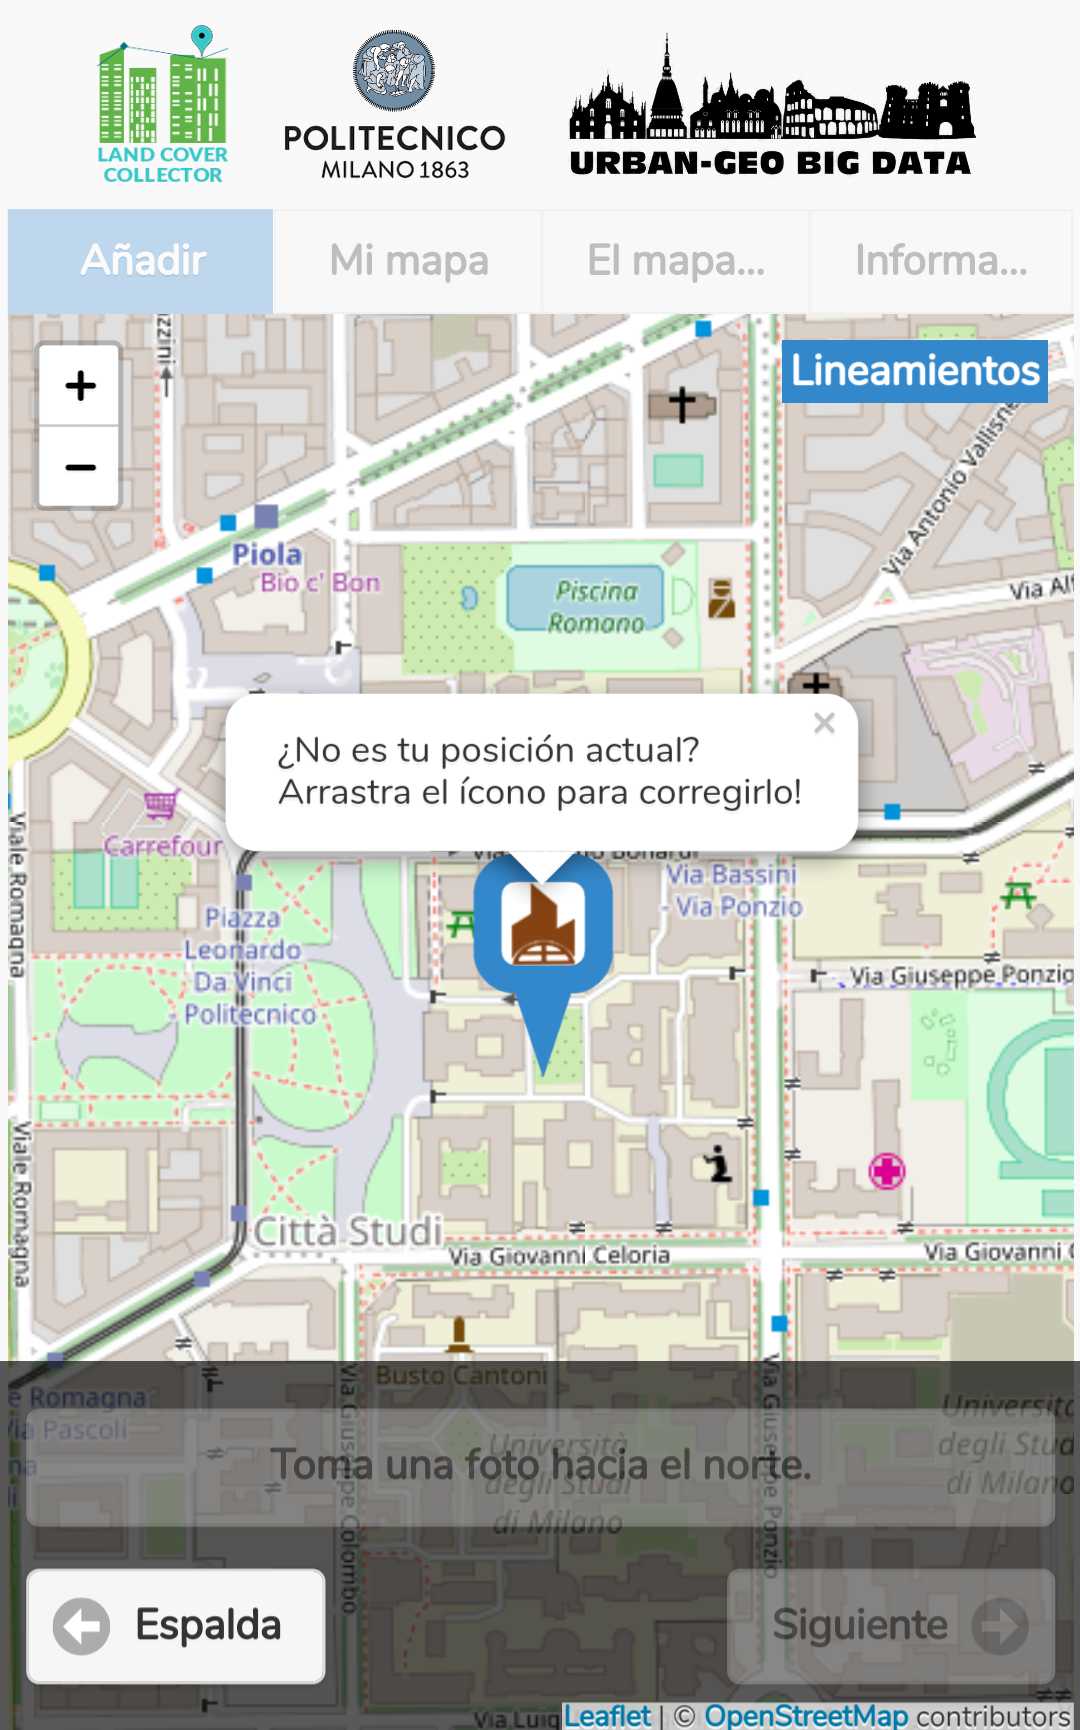 LAND COVER
COLLECTOR
POLITECNICO
MILANO 1863
URBAN-GEO BIG DATA
Añadir
Mi mapa
El mapa...
Informa...
Lineamientos
Via Antonio Vallisne
Piola
Bio c' Bon
Piscina
Romano
Via Alf
¿No es tu posición actual?
Arrastra el ícono para corregirlo!
Carrefour
Viale Romagna
Via Bassini
- Via Ponzio
Piazza
Leonardo
Da Vinci
- Politecnico
Via Giuseppe Ponzio
Viale Romagna
Città Studi
Via Giovanni Celoria
Via Giovanni C
Busto Cantoni
e Romagna
Via Pascoli
Via Giuseppe Colombo
Via Giuseppe Ponzio
Università
degli Studi
di Milano
Università
degli Stud
di Milano
Toma una foto hacia el norte.
Espalda
Siguiente
Via Luig
Leaflet | © OpenStreetMap contributors